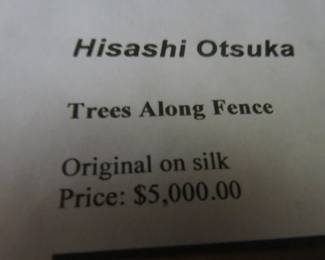 Hisashi Otsuka
Trees Along Fence
Original on silk
Price: $5,000.00